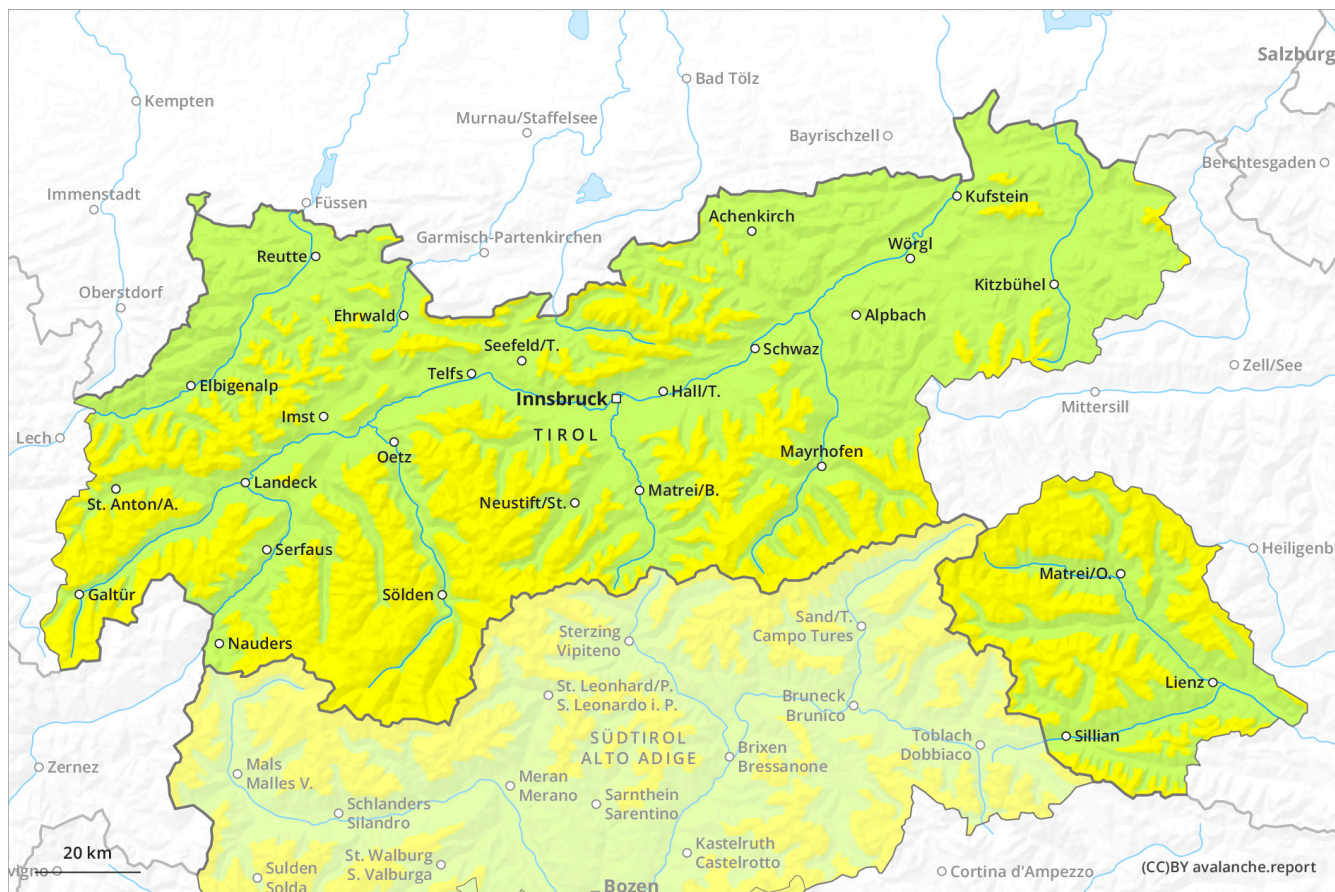 Salzburg
Kempten
Bad Tölz
Murnau/Staffelsee
Bayrischzell
Berchtesgaden
Immenstadt
Füssen
Kufstein
Achenkirch
Garmisch-Partenkirchen
Wörgl
Reutte
Oberstdorf
Kitzbühel
Ehrwald
Alpbach
Seefeld/T.
Schwaz
Telfs
Zell/See
Elbigenalp
Innsbruck
Hall/T.
Mittersill
Imst
Lech
TIROL
Oetz
Mayrhofen
Landeck
St. Anton/A.
Neustift/St.
Matrei/B.
Serfaus
Heiligenb
Matrei/O.
Galtür
Sölden
Sand/T.
Campo Tures
Sterzing
Vipiteno
Nauders
St. Leonhard/P.
S. Leonardo i. P.
Lienz
Bruneck
Brunico
SÜDTIROL
ALTO ADIGE
Toblach
Dobbiaco
Sillian
Brixen
Bressanone
Zernez
Mals
Malles V.
Meran
Merano
Schlanders
Silandro
Sarnthein
Sarentino
20 km
vigno
St. Walburg
S. Valburga
Kastelruth
Castelrotto
Sulden
Solda
Bozen
Cortina d'Ampezzo
(CC)BY avalanche.report